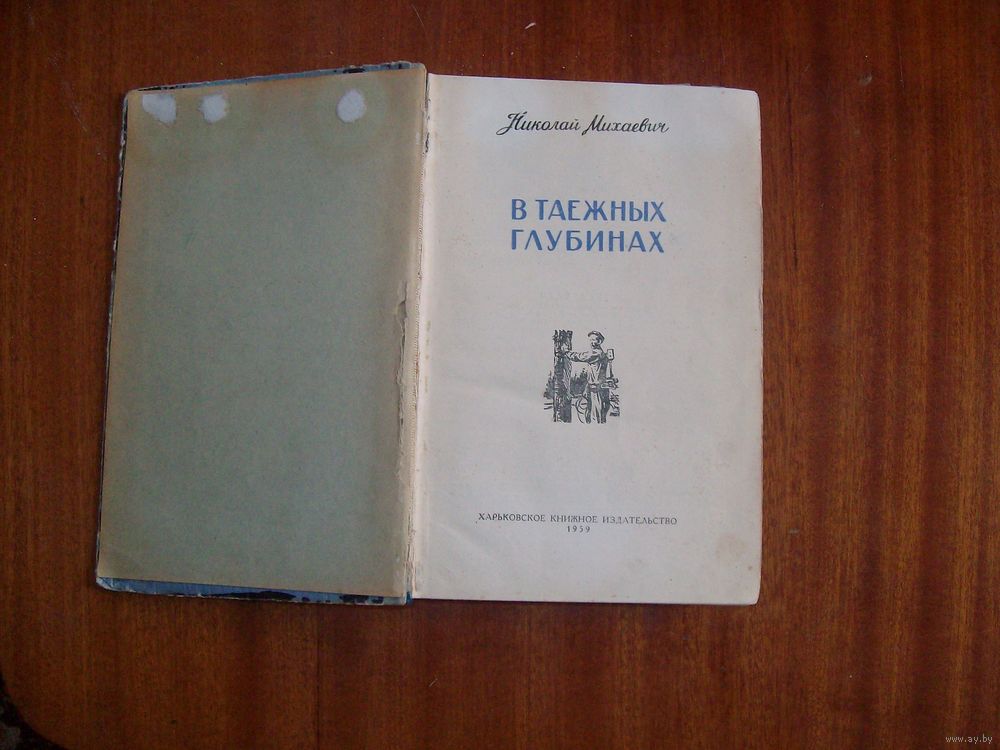 Николай Михаевич
В ТАЕЖНЫХ
ГЛУБИНАХ
ХАРЬКОВСКОЕ КНИЖНОЕ ИЗДАТЕЛЬСТВО
1959
www.ay.by